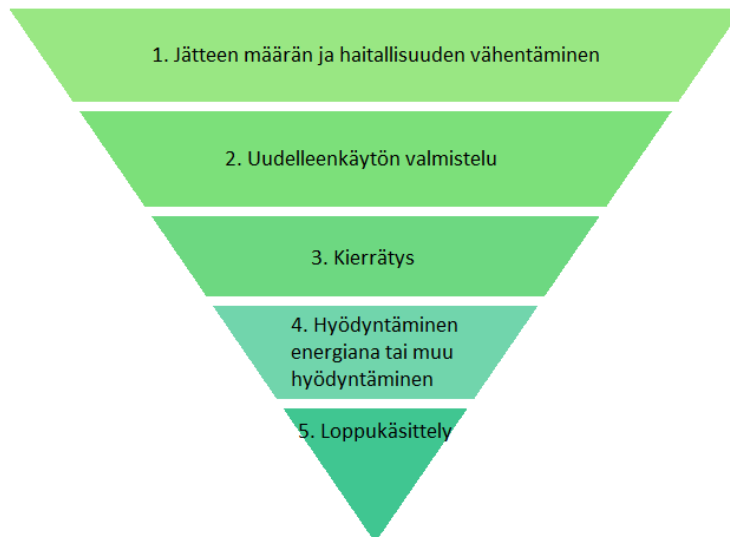 1. Jätteen määrän ja haitallisuuden vähentäminen
2. Uudelleenkäytön valmistelu
3. Kierrätys
4. Hyödyntäminen
energiana tai muu
hyödyntäminen
5. Loppukäsittely